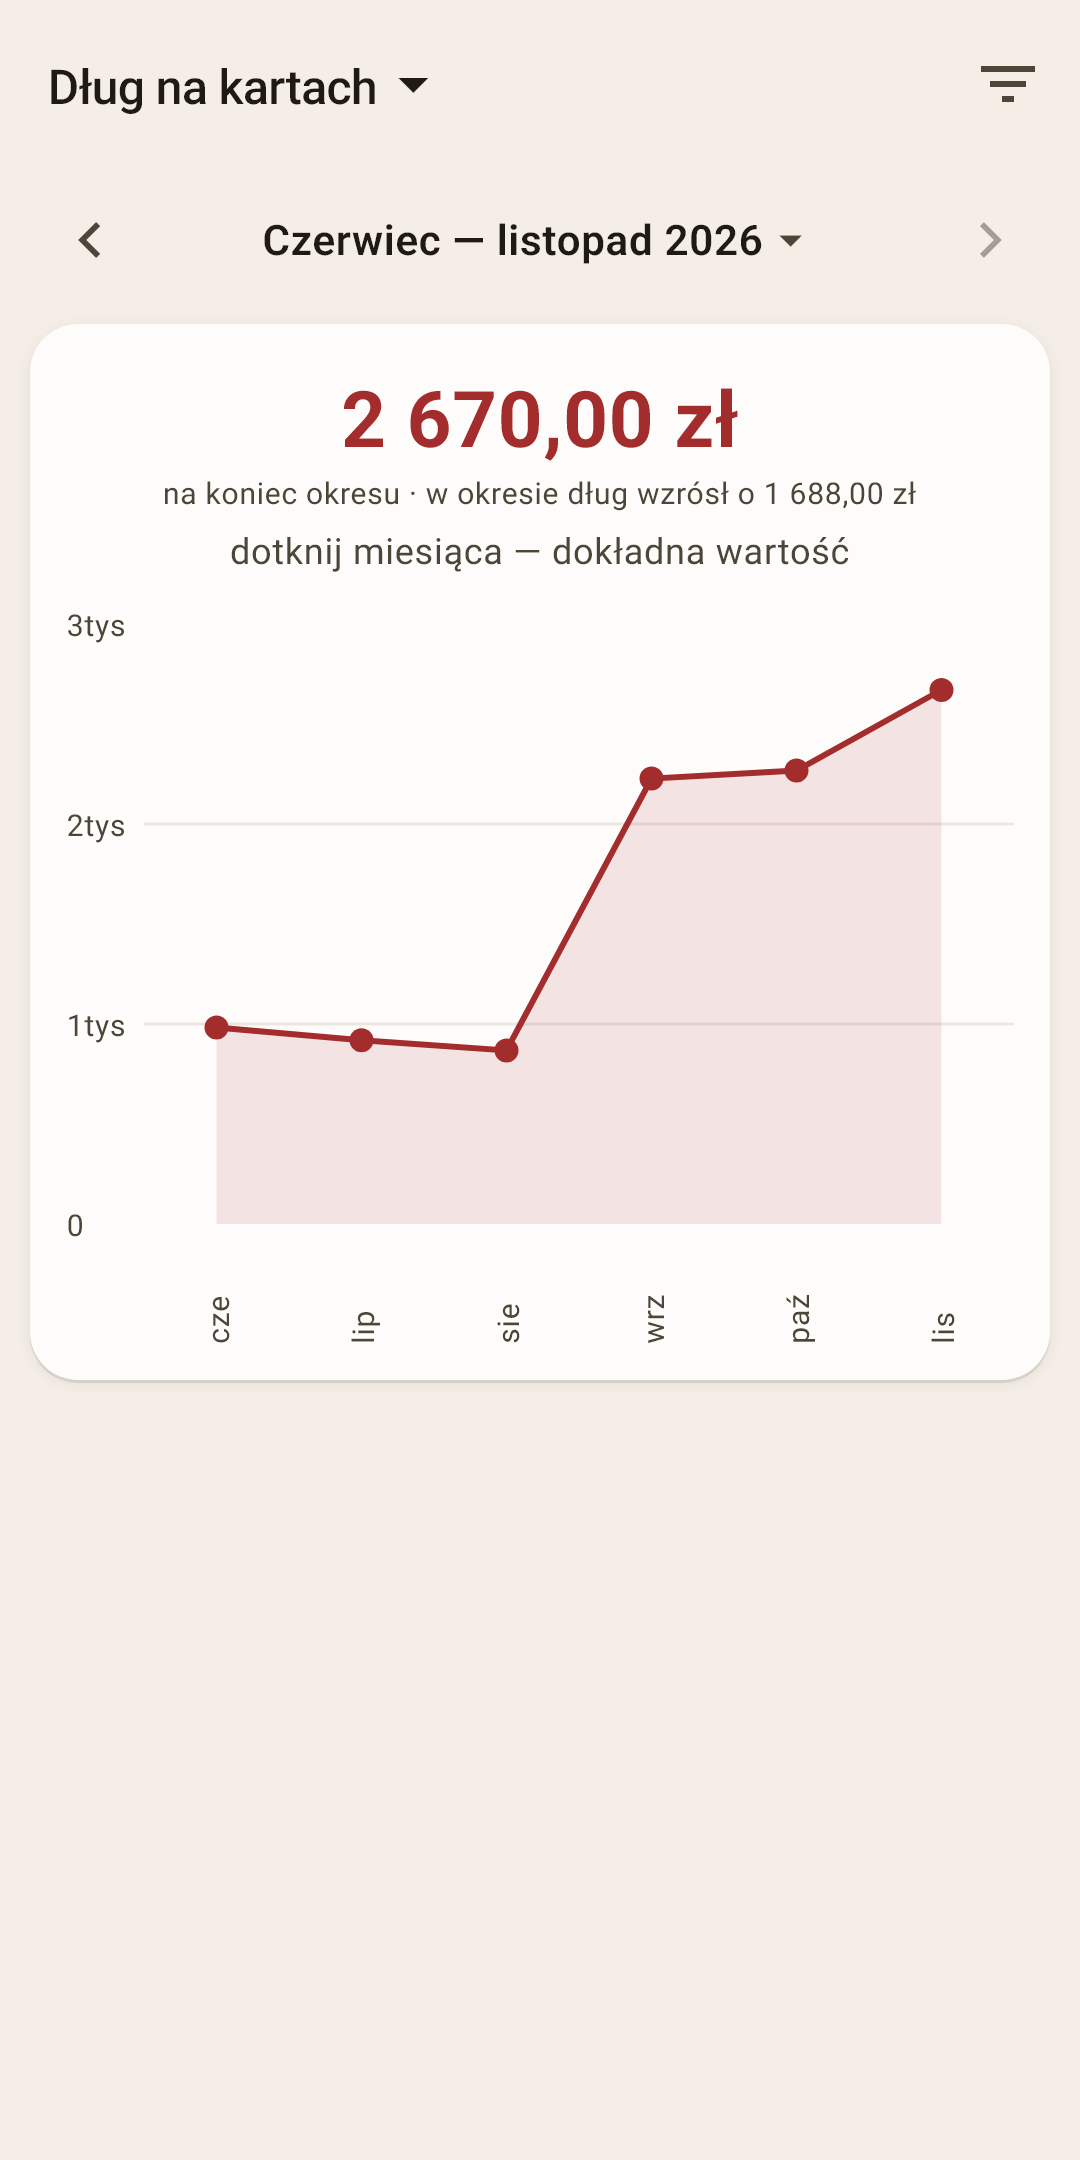 Dług na kartach
Czerwiec — listopad 2026
2 670,00 zł
na koniec okresu · w okresie dług wzrósł o 1 688,00 zł
dotknij miesiąca — dokładna wartość
3tys
2tys
1tys
0
cze
lip
sie
wrz
paź
lis